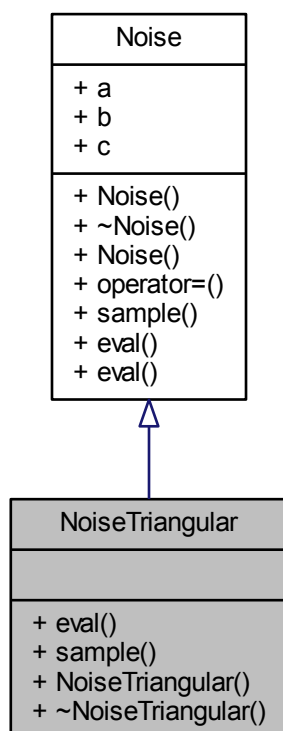 Noise
+ a
+ b
+ c
+ Noise()
+ ~Noise()
+ Noise()
+ operator=()
+ sample()
+ eval()
+ eval()
NoiseTriangular
+ eval()
+ sample()
+ NoiseTriangular()
+ ~NoiseTriangular()